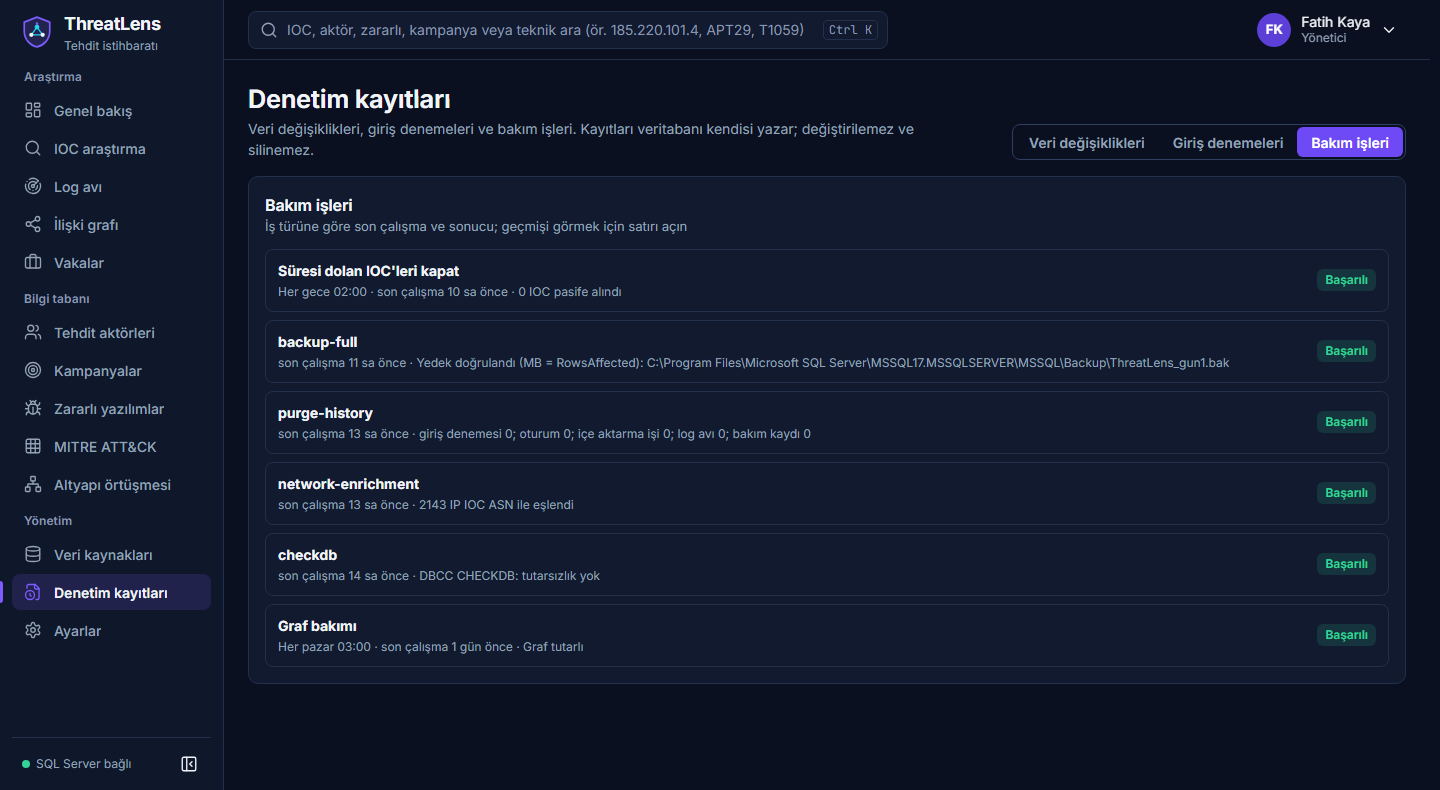 ThreatLens
Tehdit istihbaratı
IOC, aktör, zararlı, kampanya veya teknik ara (ör. 185.220.101.4, APT29, T1059)
Ctrl K
FK
Fatih Kaya
Yönetici
Araştırma
Genel bakış
IOC araştırma
Log avı
İlişki grafı
Vakalar
Bilgi tabanı
Tehdit aktörleri
Kampanyalar
Zararlı yazılımlar
MITRE ATT&CK
Altyapı örtüşmesi
Yönetim
Veri kaynakları
Denetim kayıtları
Ayarlar
SQL Server bağlı
Denetim kayıtları
Veri değişiklikleri, giriş denemeleri ve bakım işleri. Kayıtları veritabanı kendisi yazar; değiştirilemez ve
silinemez.
Veri değişiklikleri
Giriş denemeleri
Bakım işleri
Bakım işleri
İş türüne göre son çalışma ve sonucu; geçmişi görmek için satırı açın
Süresi dolan IOC'leri kapat
Her gece 02:00 · son çalışma 10 sa önce · 0 IOC pasife alındı
Başarılı
backup-full
son çalışma 11 sa önce · Yedek doğrulandı (MB = RowsAffected): C:\Program Files\Microsoft SQL Server\MSSQL17.MSSQLSERVER\MSSQL\Backup\ThreatLens_gun1.bak
Başarılı
purge-history
son çalışma 13 sa önce · giriş denemesi 0; oturum 0; içe aktarma işi 0; log avı 0; bakım kaydı 0
Başarılı
network-enrichment
son çalışma 13 sa önce · 2143 IP IOC ASN ile eşlendi
Başarılı
checkdb
son çalışma 14 sa önce · DBCC CHECKDB: tutarsızlık yok
Başarılı
Graf bakımı
Her pazar 03:00 · son çalışma 1 gün önce · Graf tutarlı
Başarılı